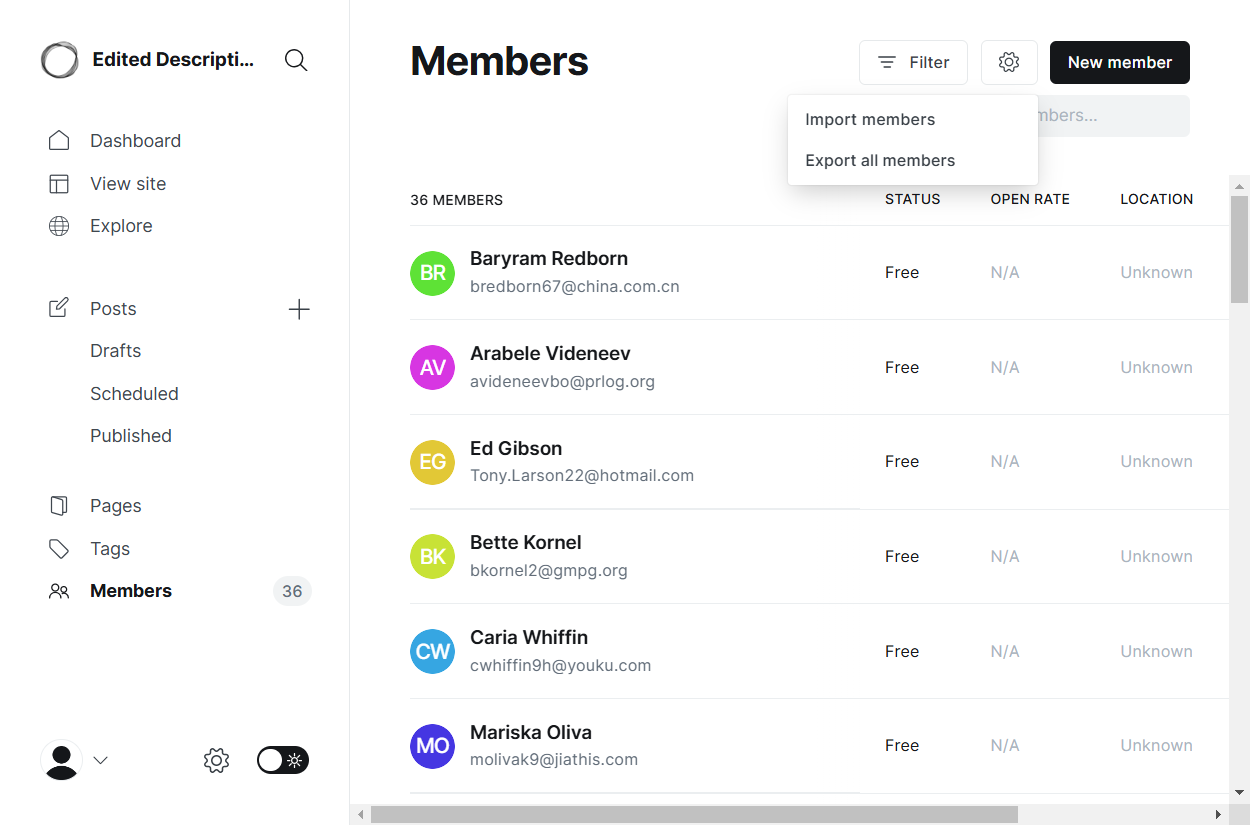 Edited Descripti...
Dashboard
View site
Explore
Posts
Drafts
Scheduled
Published
Pages
Tags
Members
36
Members
Filter
New member
Import members
Export all members
36 MEMBERS
STATUS
OPEN RATE
LOCATION
BR
Baryram Redborn
bredborn67@china.com.cn
Free
N/A
Unknown
AV
Arabele Videneev
avideneevbo@prlog.org
Free
N/A
Unknown
EG
Ed Gibson
Tony.Larson22@hotmail.com
Free
N/A
Unknown
BK
Bette Kornel
bkornel2@gmpg.org
Free
N/A
Unknown
CW
Caria Whiffin
cwhiffin9h@youku.com
Free
N/A
Unknown
MO
Mariska Oliva
molivak9@jiathis.com
Free
N/A
Unknown